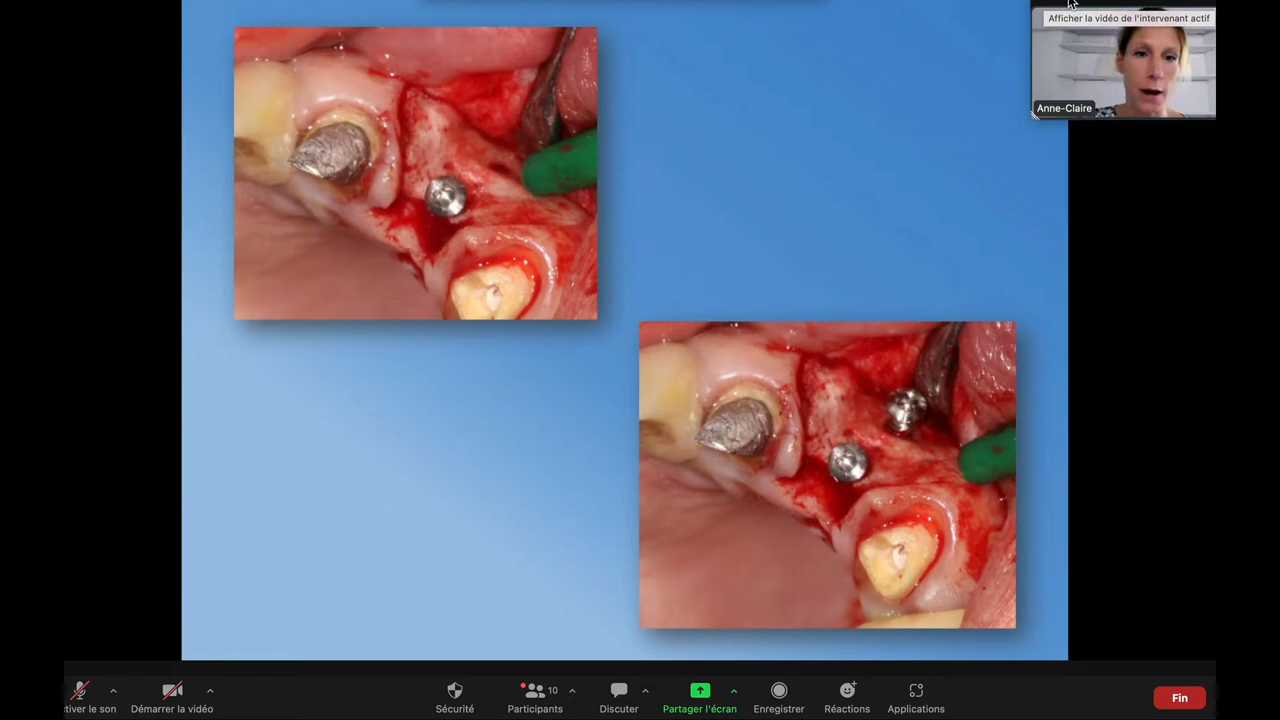 Afficher la vidéo de l'intervenant actif
Anne-Claire
ctiver le son
Démarrer la vidéo
Sécurité
10
Participants
Discuter
Partager l'écran
Enregistrer
Réactions
Applications
Fin